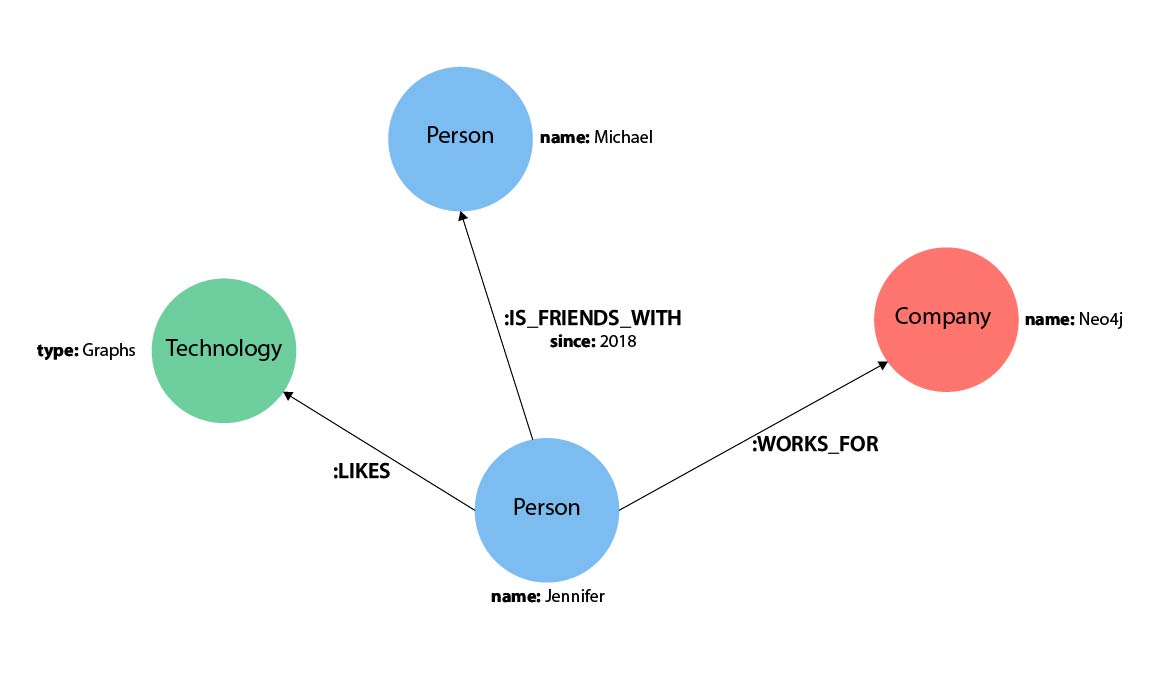 Person
name: Michael
:IS_FRIENDS_WITH
since: 2018
Company
name: Neo4j
type: Graphs
Technology
:LIKES
:WORKS_FOR
Person
name: Jennifer